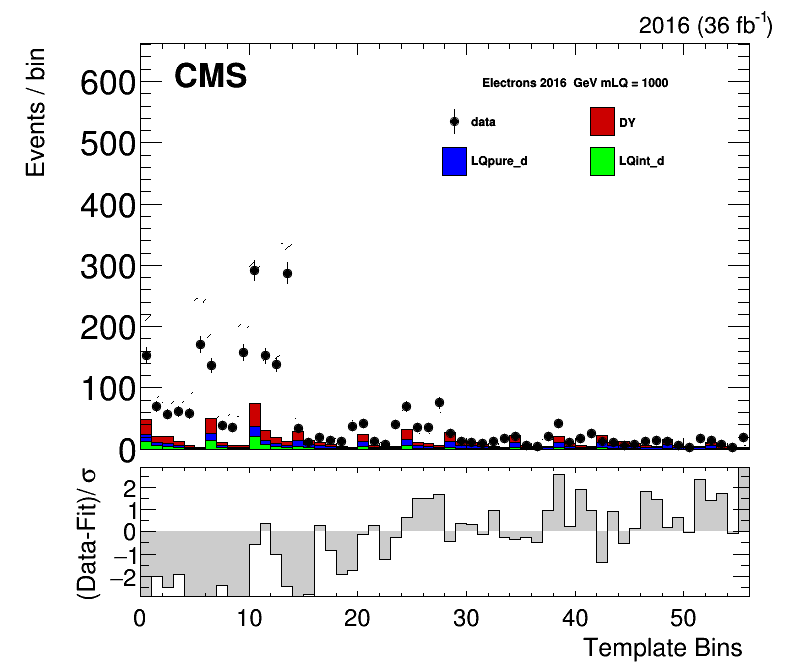 2016 (36 fb-1)
CMS
Electrons 2016 GeV mLQ = 1000
data
DY
LQpure_d
LQint_d
Events / bin
600
500
400
300
200
100
0
(Data-Fit)/ σ
2
1
0
−1
−2
0
10
20
30
40
50
Template Bins